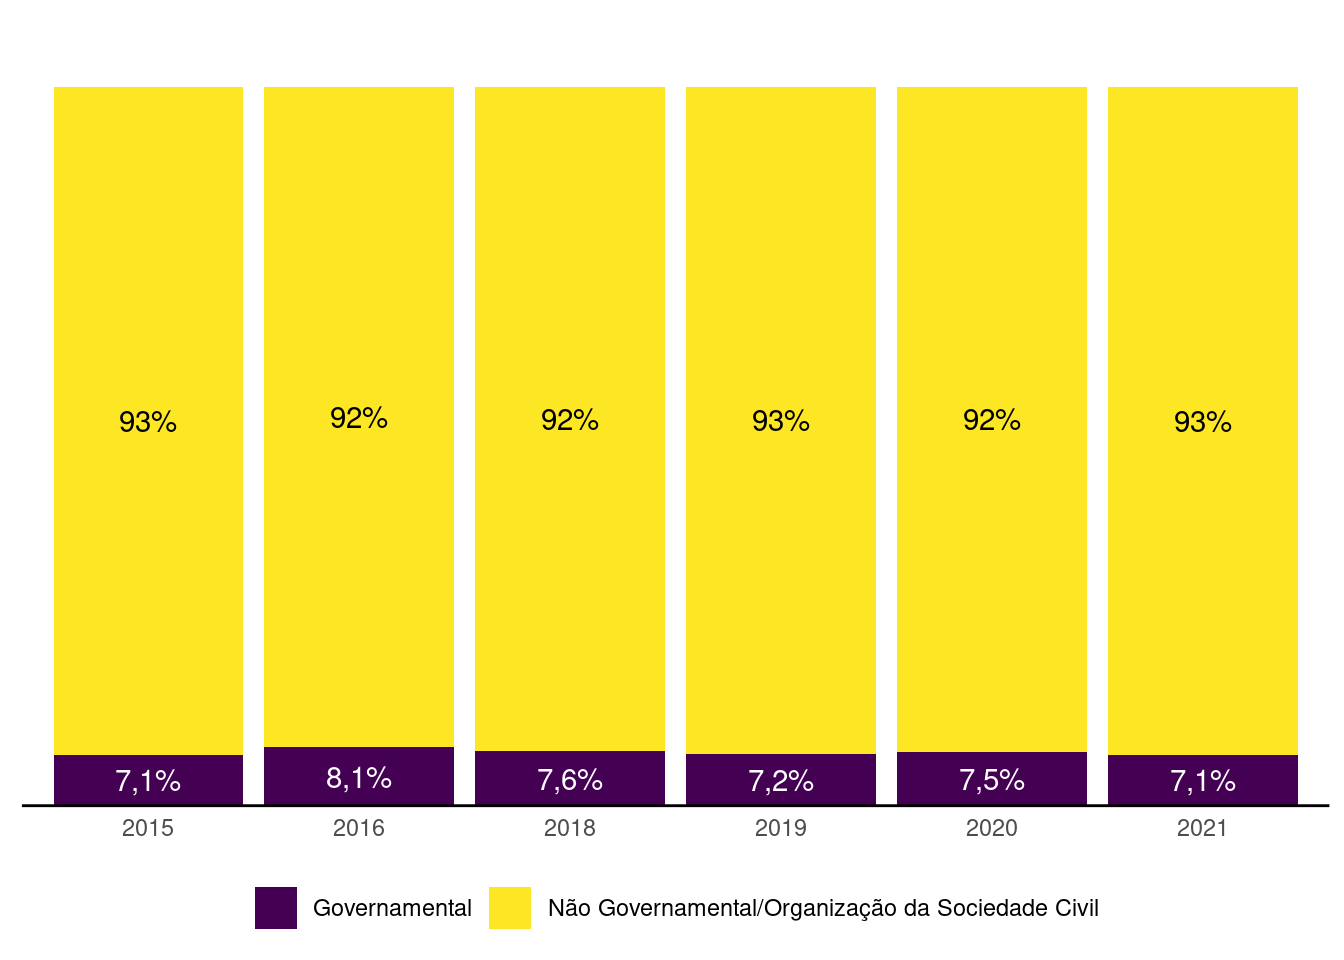 93% 92% 92% 93% 92% 93%
7,1% 8,1% 7,6% 7,2% 7,5% 7,1%
2015 2016 2018 2019 2020 2021
Governamental Não Governamental/Organização da Sociedade Civil